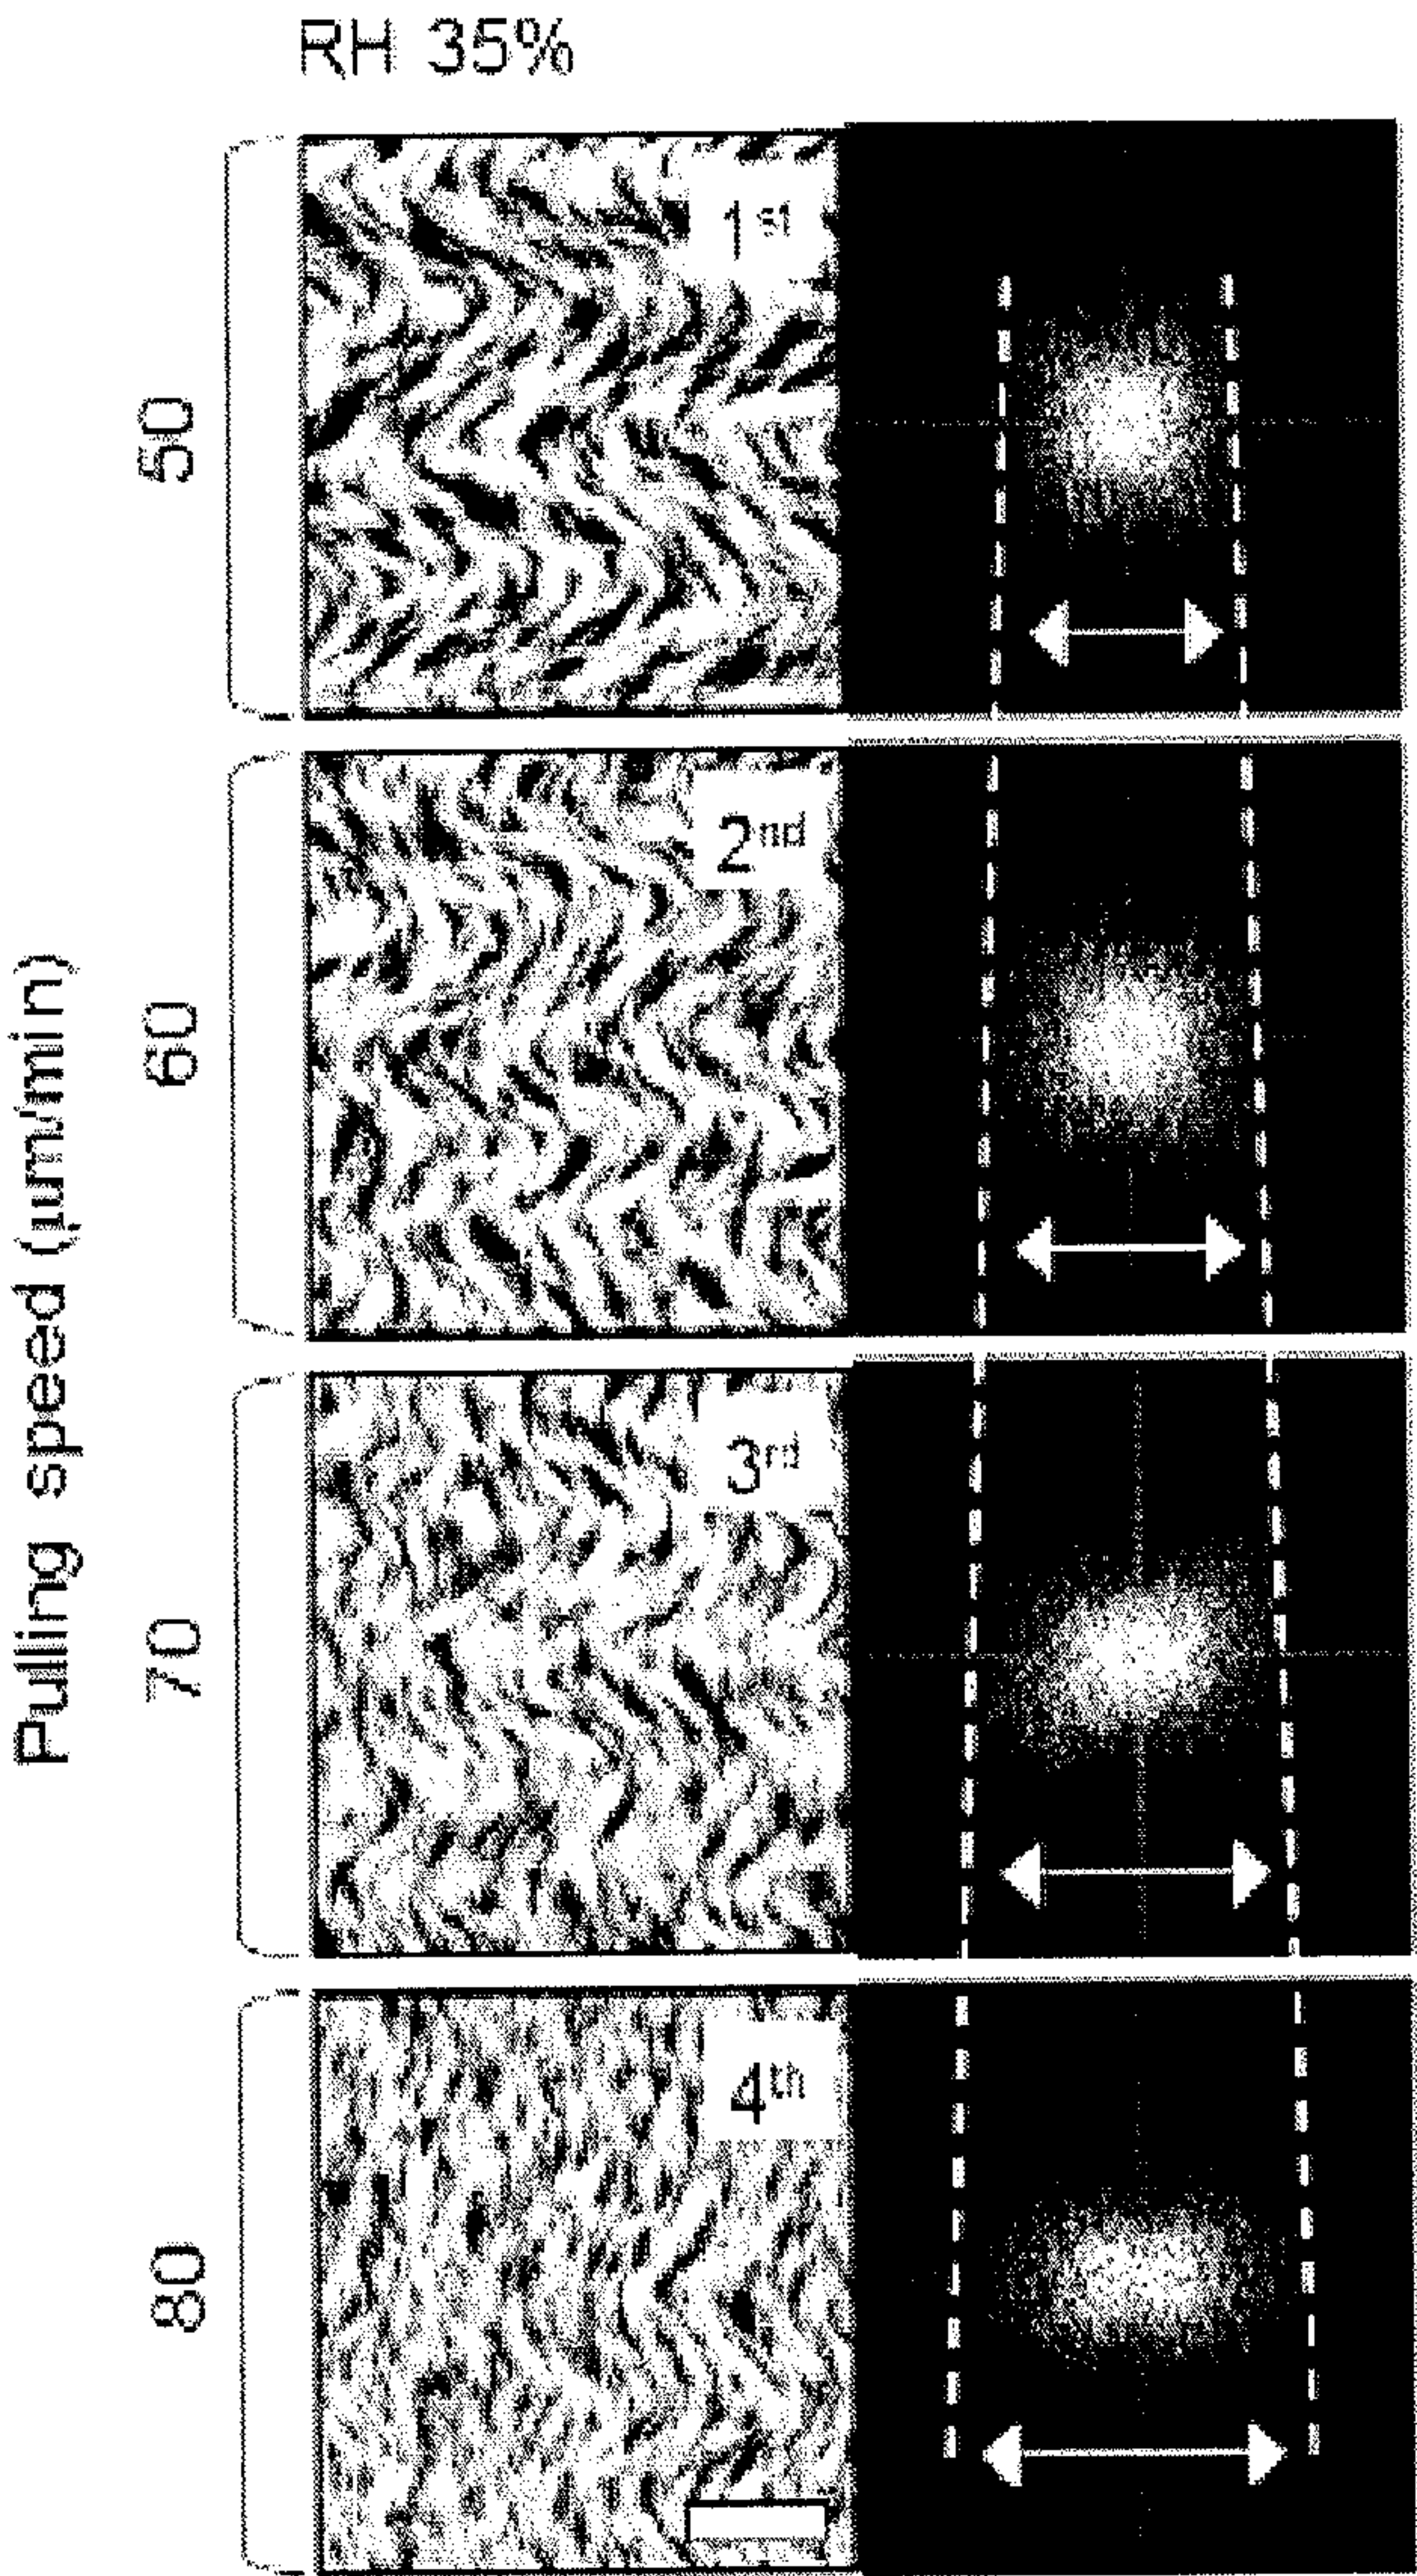 RH 35%
Pulling speed (µm/min)
50
1st
60
2nd
70
3rd
80
4th